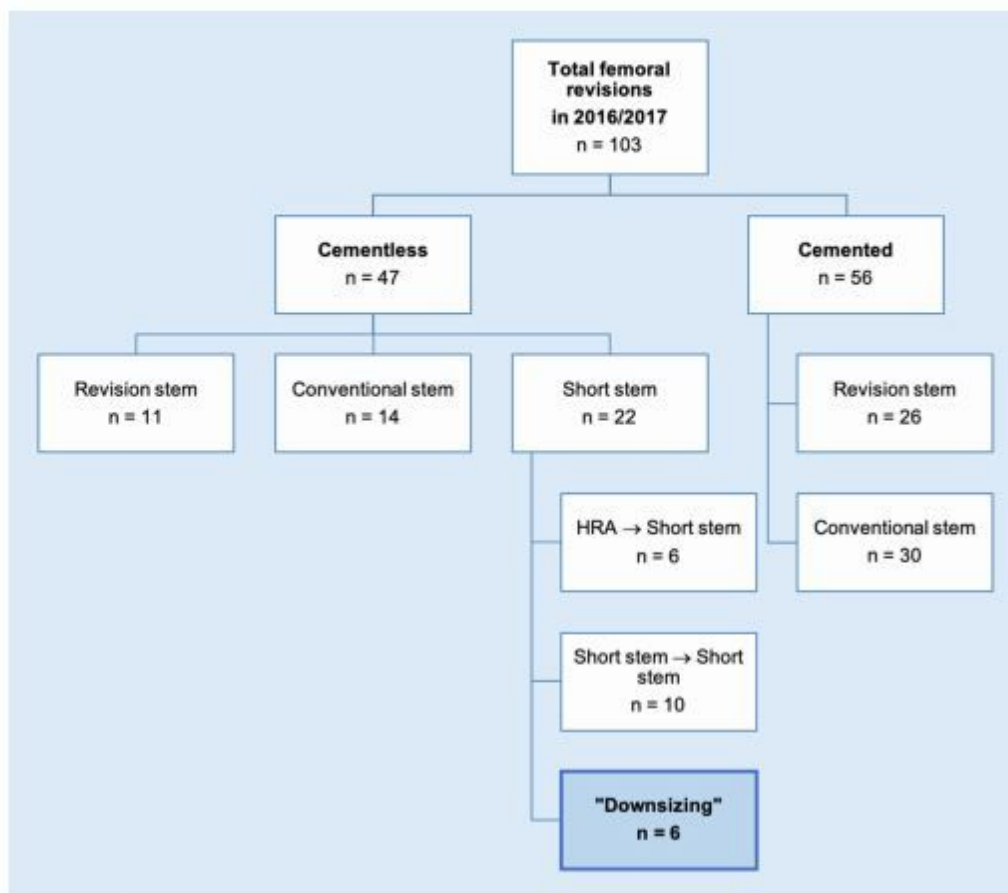 Total femoral
revisions
in 2016/2017
n = 103
Cementless
n = 47
Cemented
n = 56
Revision stem
n = 11
Conventional stem
n = 14
Short stem
n = 22
Revision stem
n = 26
HRA → Short stem
n = 6
Conventional stem
n = 30
Short stem → Short
stem
n = 10
"Downsizing"
n = 6